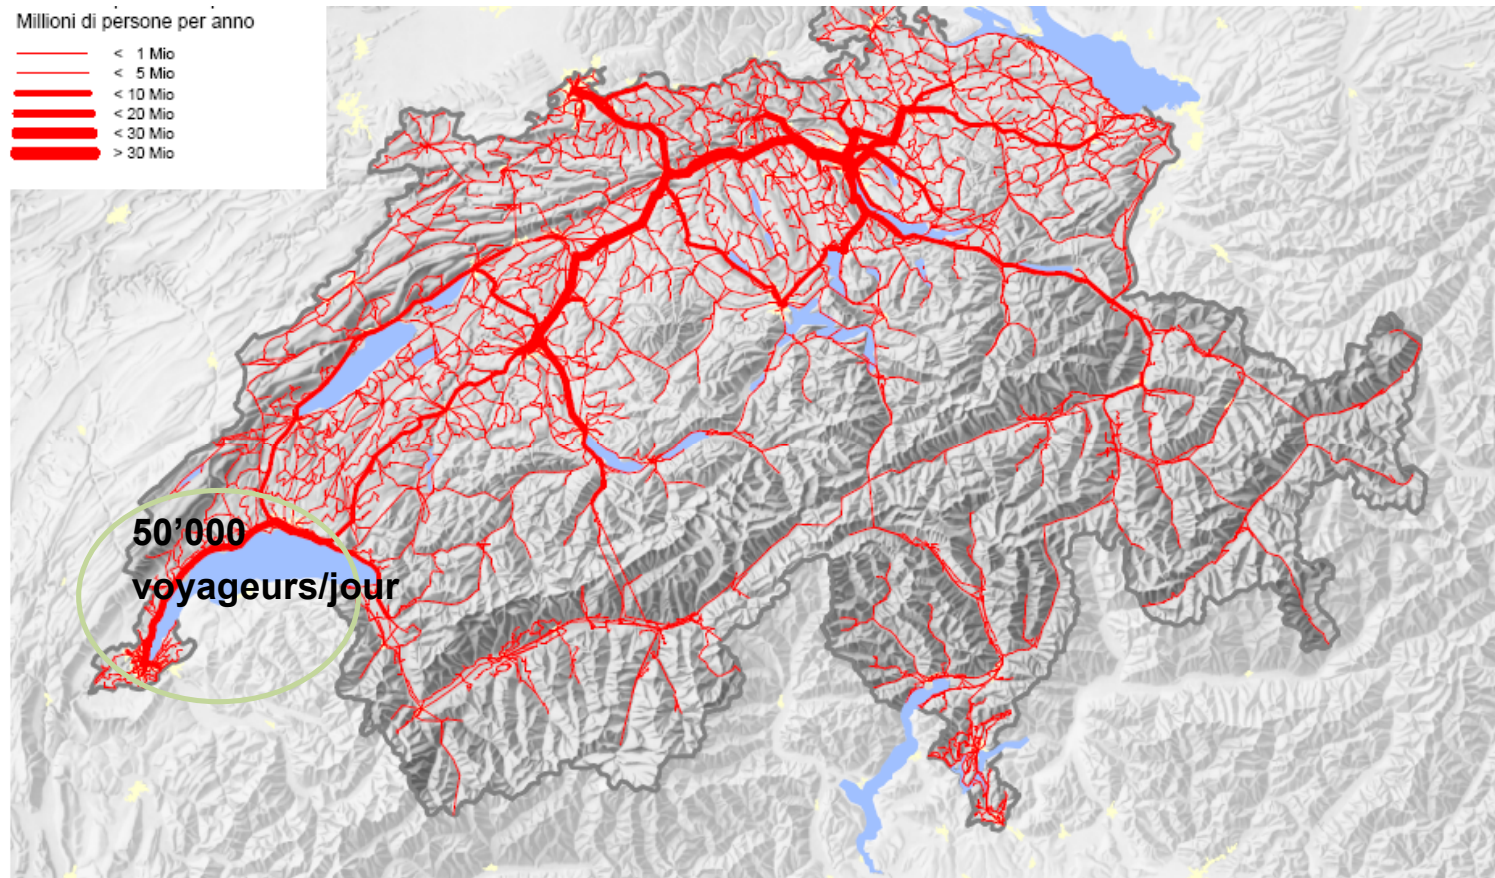 Millioni di persone per anno
< 1 Mio
< 5 Mio
< 10 Mio
< 20 Mio
< 30 Mio
> 30 Mio
50’000
voyageurs/jour